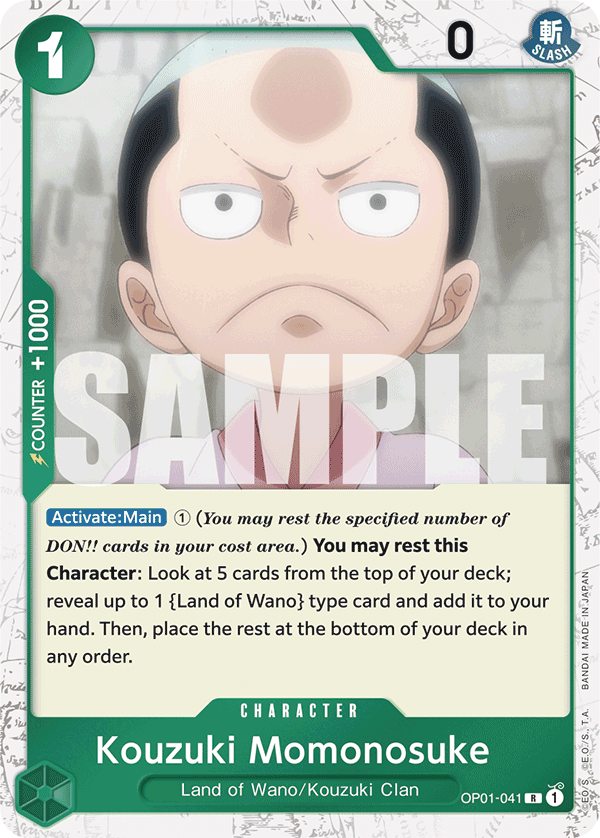 1
0
斬
SLASH
COUNTER +1000
SAMPLE
Activate:Main ① (You may rest the specified number of
DON!! cards in your cost area.) You may rest this
Character: Look at 5 cards from the top of your deck;
reveal up to 1 {Land of Wano} type card and add it to your
hand. Then, place the rest at the bottom of your deck in
any order.
CHARACTER
Kouzuki Momonosuke
Land of Wano/Kouzuki Clan
OP01-041 R 1
©E.O/S. ©E.O./S.,T.A. BANDAI MADE IN JAPAN